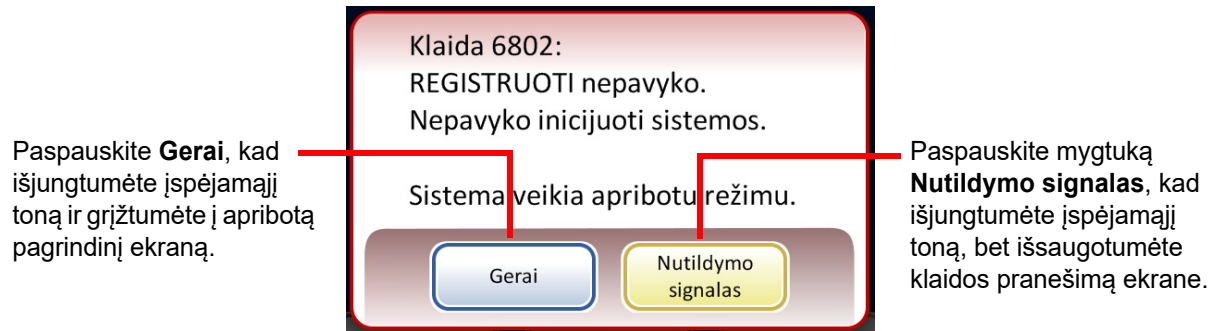 Klaida 6802:
REGISTRUOTI nepavyko.
Nepavyko inicijuoti sistemos.
Sistema veikia apribotu režimu.
Gerai
Nutildymo
signalas
Paspauskite Gerai, kad
išjungtumėte įspėjamąjį
toną ir grįžtumėte į apribotą
pagrindinį ekraną.
Paspauskite mygtuką
Nutildymo signalas, kad
išjungtumėte įspėjamąjį
toną, bet išsaugotumėte
klaidos pranešimą ekrane.